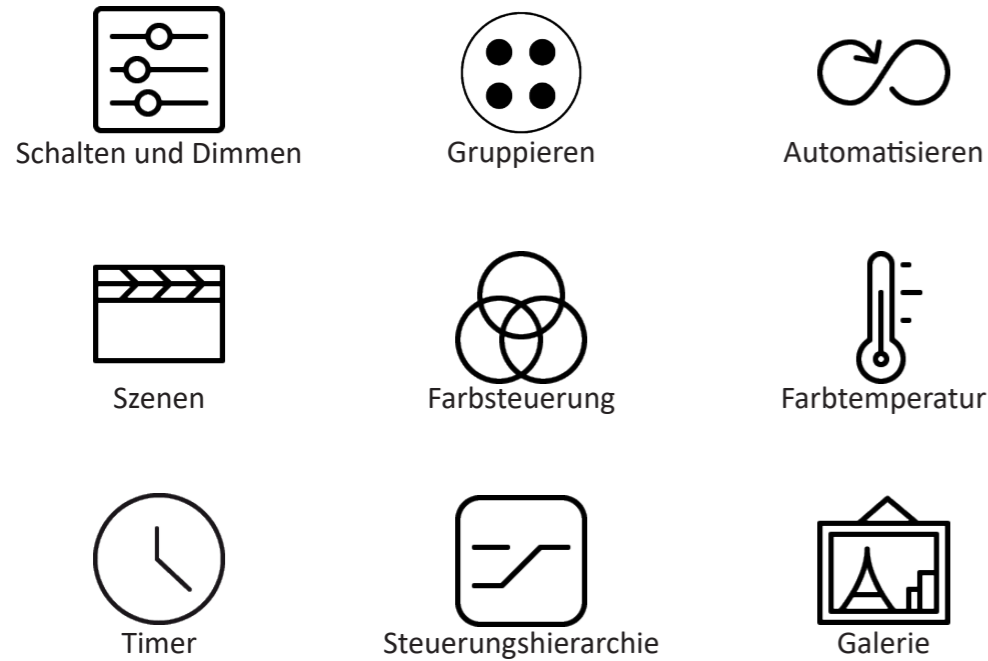 Schalten und Dimmen
Gruppieren
Automatisieren
Szenen
Farbsteuerung
Farbtemperatur
Timer
Steuerungshierarchie
Galerie